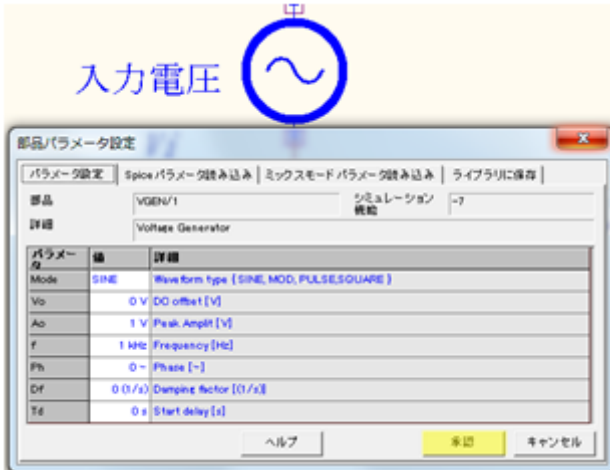 入力電圧
Vi
部品パラメータ設定
パラメータ設定 Spiceパラメータ読み込み ミックスモードパラメータ読み込み ライブラリに保存
部品 VGEN/1 シミュレーション機能 -7
詳細 Voltage Generator
パラメータ 値 詳細
Mode SINE Waveform type { SINE, MOD, PULSE,SQUARE }
Vo 0 V DC offset [V]
Ao 1 V Peak Amplit [V]
f 1 kHz Frequency [Hz]
Ph 0 ~ Phase [~]
Df 0 (1/s) Damping factor [(1/s)]
Td 0 s Start delay [s]
ヘルプ 承認 キャンセル